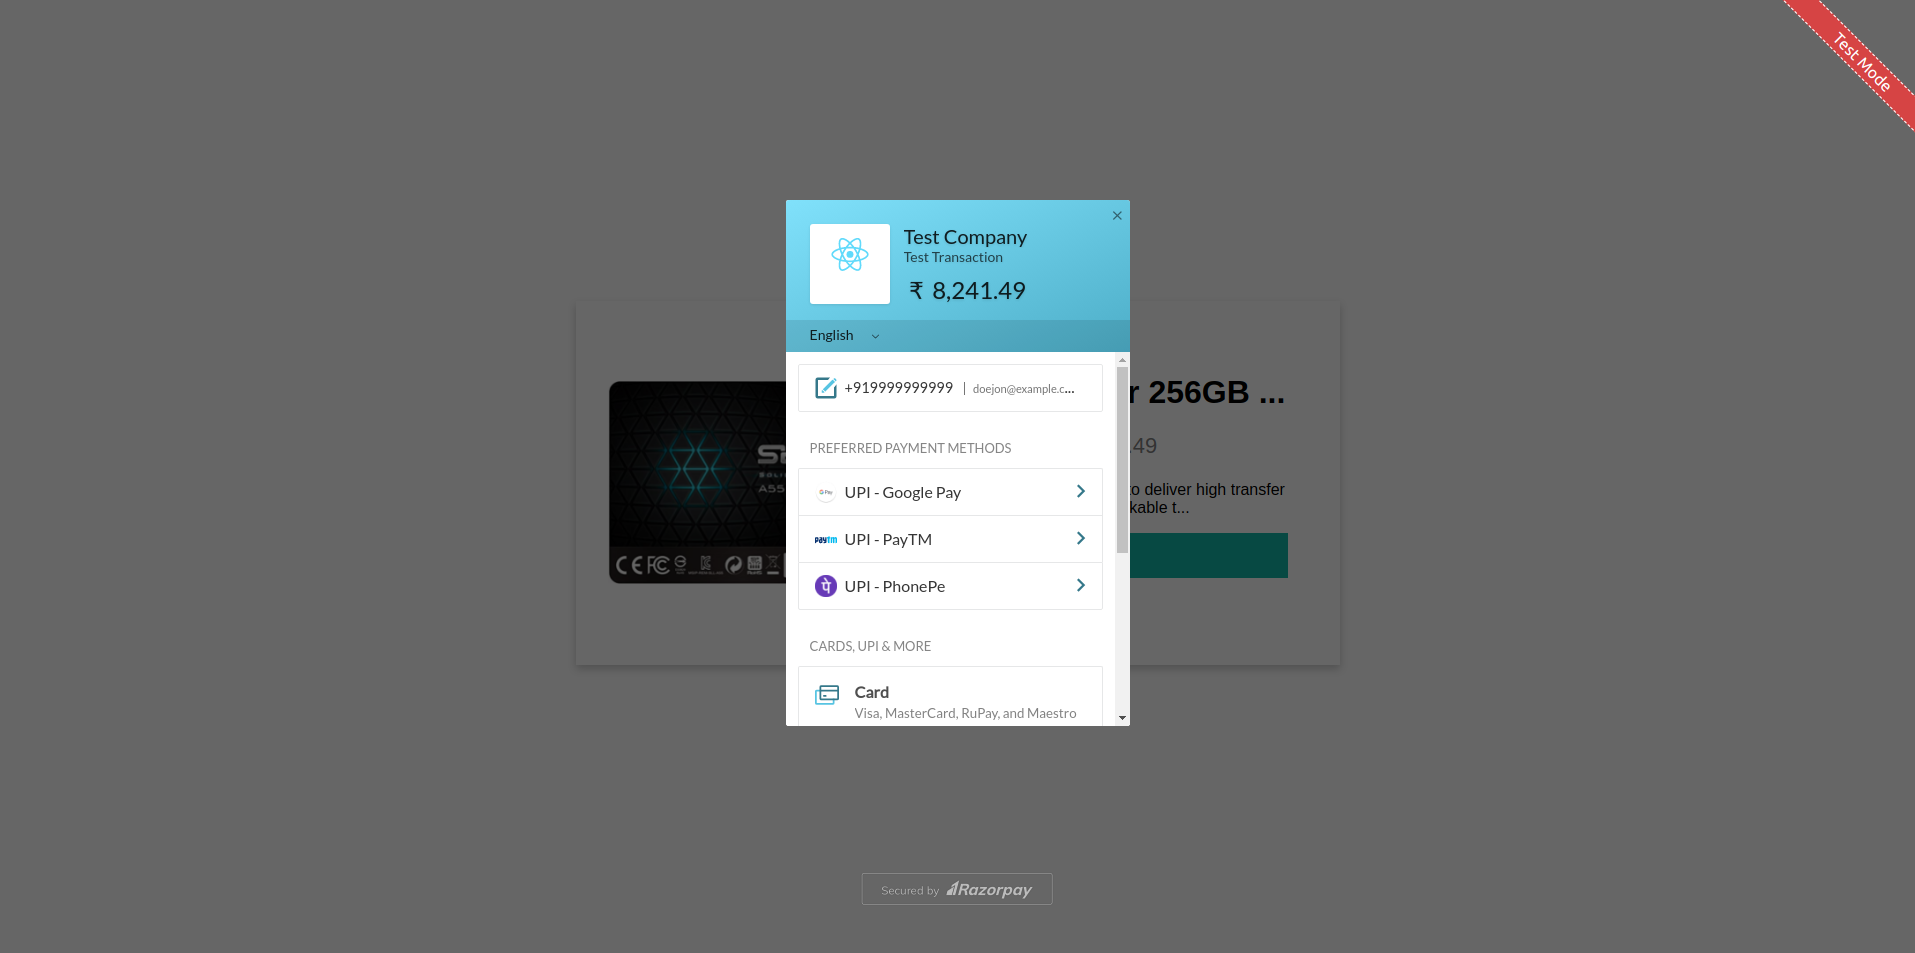 Test Mode
Test Company
Test Transaction
₹ 8,241.49
English
+919999999999 | doejon@example.c...
r 256GB ...
.49
PREFERRED PAYMENT METHODS
UPI - Google Pay
o deliver high transfer
kable t...
UPI - PayTM
paytm
UPI - PhonePe
पे
CARDS, UPI & MORE
Card
Visa, MasterCard, RuPay, and Maestro
Secured by Razorpay